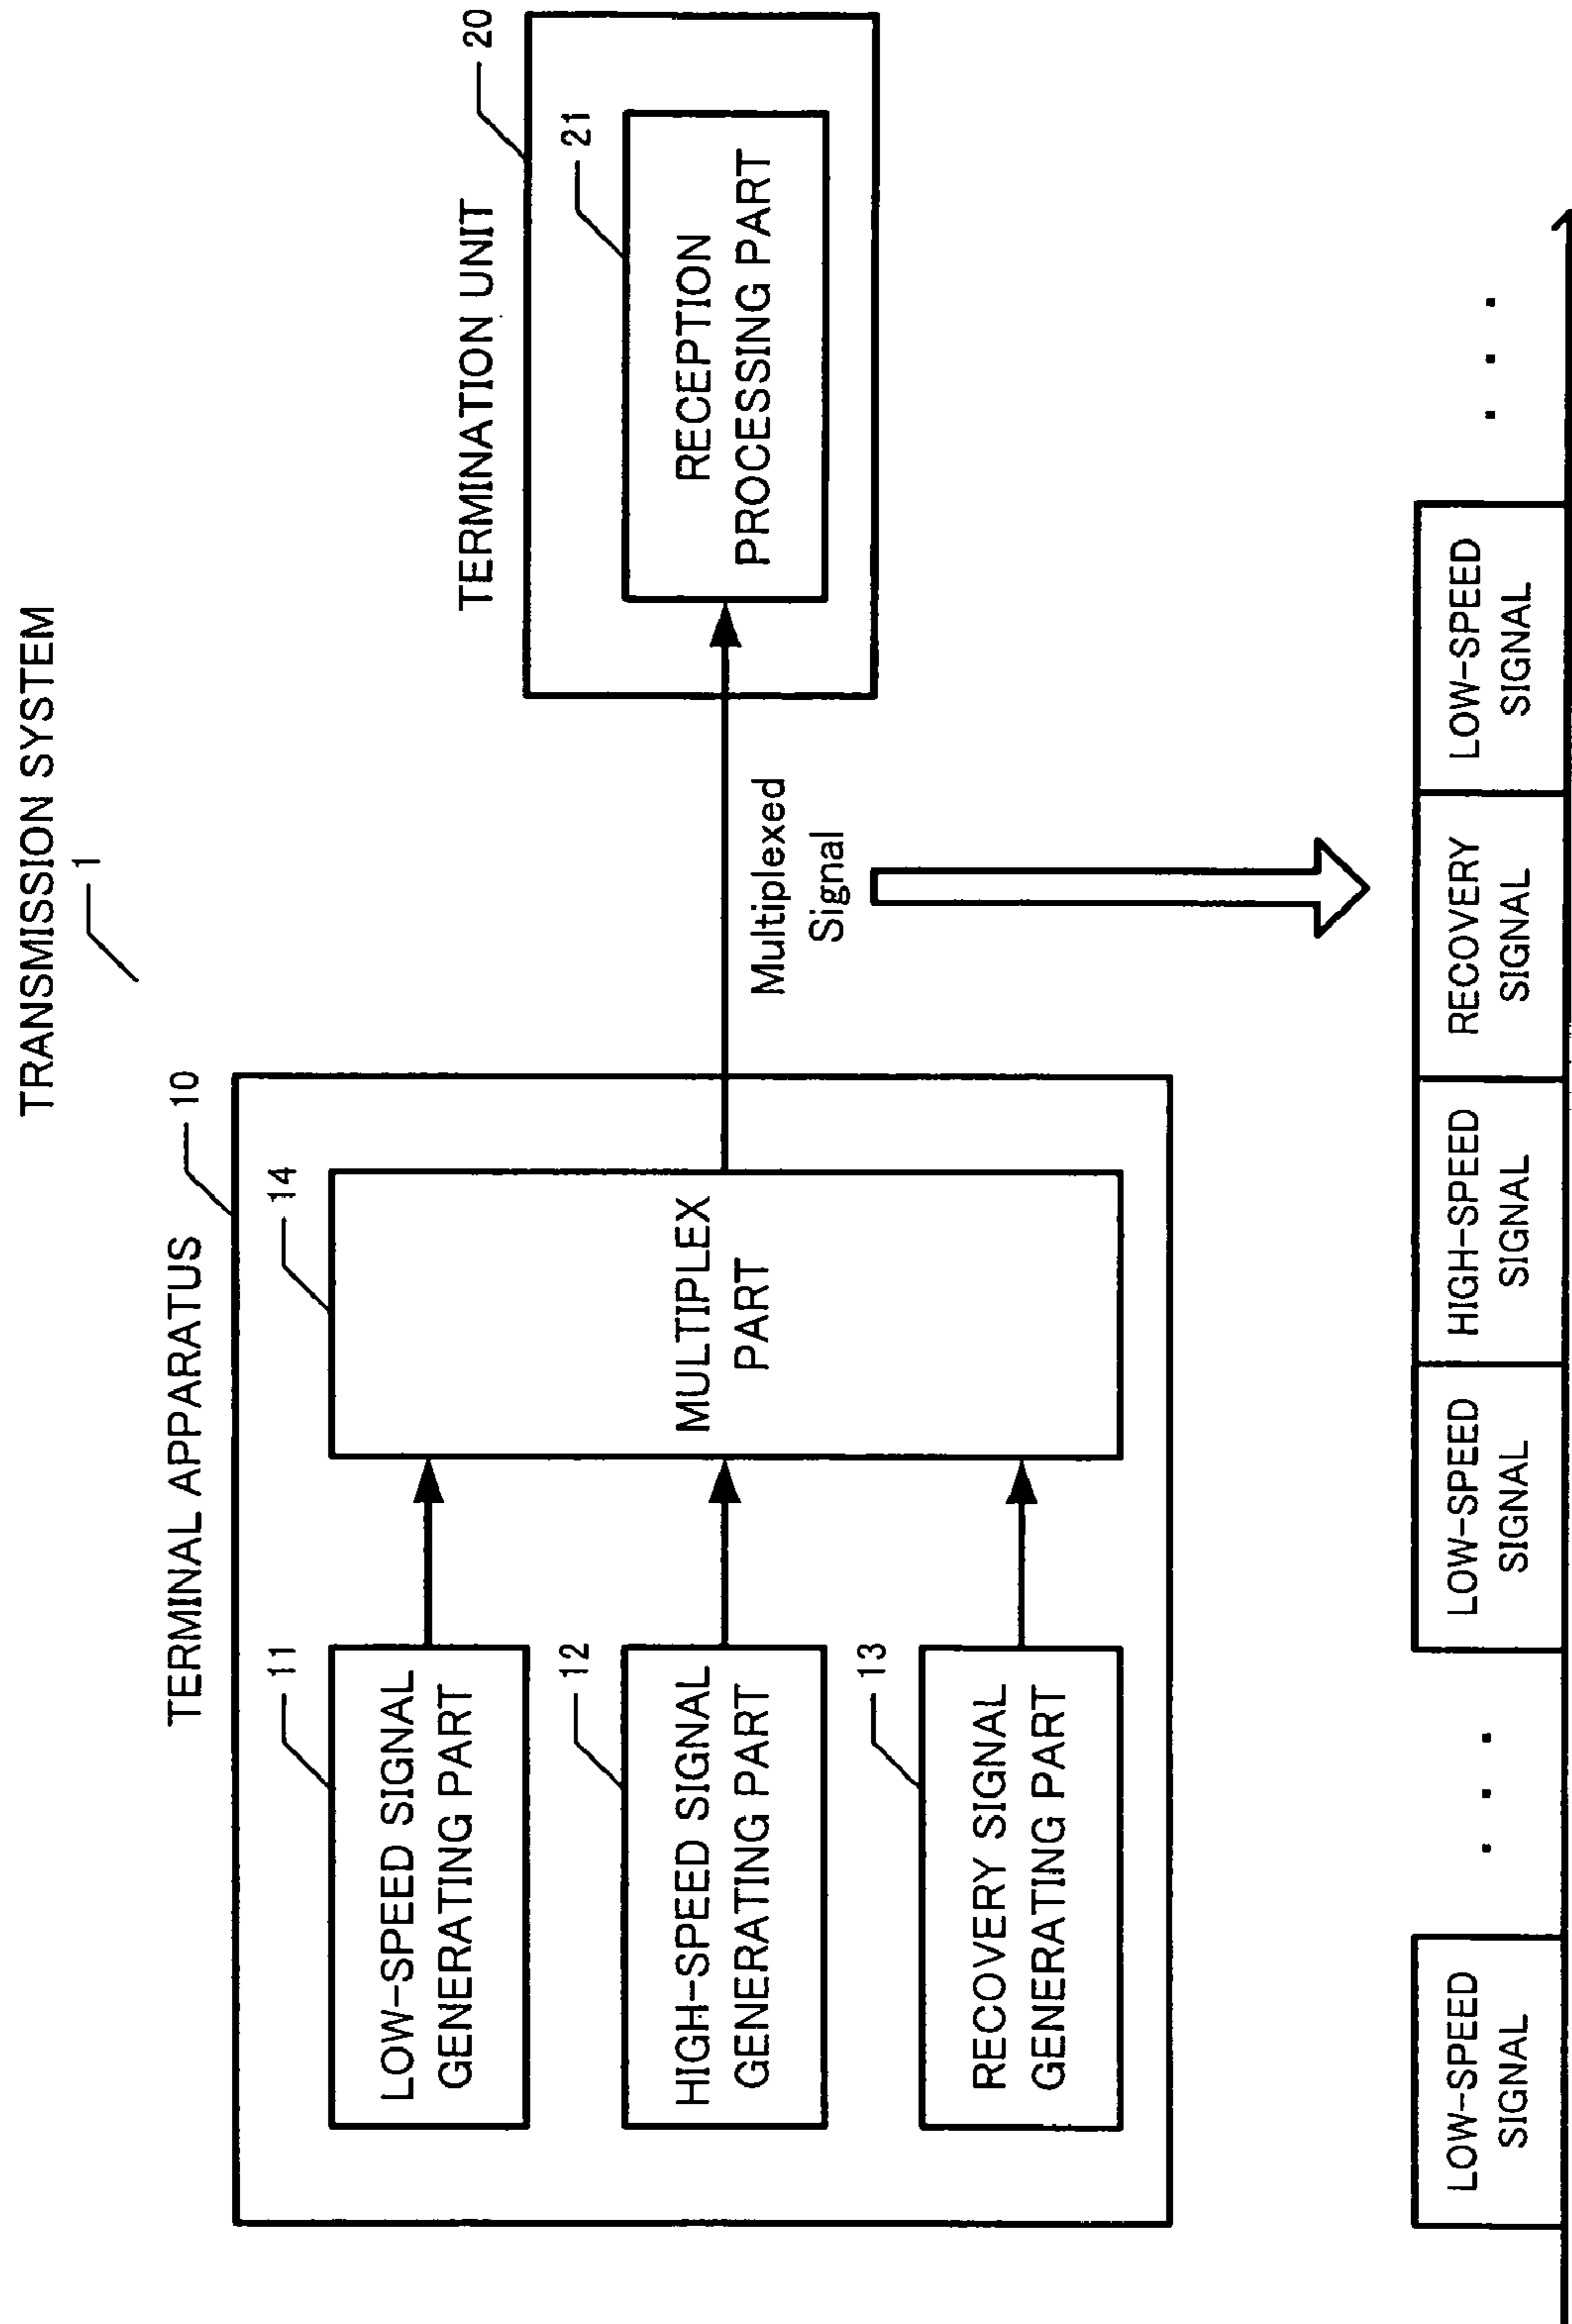 TRANSMISSION SYSTEM
1
TERMINAL APPARATUS
10
11
LOW-SPEED SIGNAL
GENERATING PART
12
HIGH-SPEED SIGNAL
GENERATING PART
13
RECOVERY SIGNAL
GENERATING PART
14
MULTIPLEX
PART
Multiplexed
Signal
TERMINATION UNIT
20
21
RECEPTION
PROCESSING PART
LOW-SPEED
SIGNAL
. . .
LOW-SPEED
SIGNAL
HIGH-SPEED
SIGNAL
RECOVERY
SIGNAL
LOW-SPEED
SIGNAL
. . .